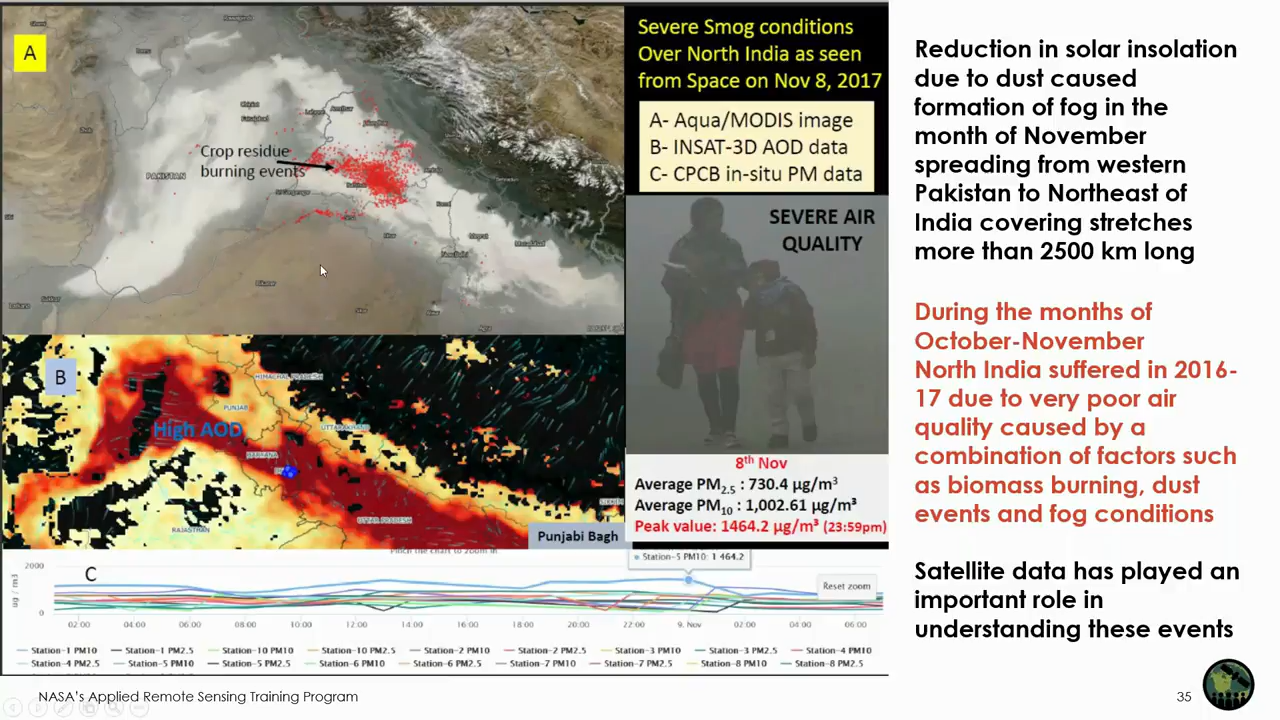 A
Crop residue
burning events
PAKISTAN
Severe Smog conditions
Over North India as seen
from Space on Nov 8, 2017
A- Aqua/MODIS image
B- INSAT-3D AOD data
C- CPCB in-situ PM data
SEVERE AIR
QUALITY
B
High AOD
HIMACHAL PRADESH
PUNJAB
UTTARAKHAND
HARYANA
RAJASTHAN
UTTAR PRADESH
SIKKIM
8th Nov
Average PM2.5 : 730.4 µg/m³
Average PM10 : 1,002.61 µg/m³
Peak value: 1464.2 µg/m³ (23:59pm)
Punjabi Bagh
Pinch the chart to zoom in
Station-5 PM10: 1 464.2
Reset zoom
C
2000
0
ug / m3
02:00 04:00 06:00 08:00 10:00 12:00 14:00 16:00 18:00 20:00 22:00 9. Nov 02:00 04:00 06:00
Station-1 PM10 Station-1 PM2.5 Station-10 PM10 Station-10 PM2.5 Station-2 PM10 Station-2 PM2.5 Station-3 PM10 Station-3 PM2.5 Station-4 PM10
Station-4 PM2.5 Station-5 PM10 Station-5 PM2.5 Station-6 PM10 Station-6 PM2.5 Station-7 PM10 Station-7 PM2.5 Station-8 PM10 Station-8 PM2.5
Reduction in solar insolation
due to dust caused
formation of fog in the
month of November
spreading from western
Pakistan to Northeast of
India covering stretches
more than 2500 km long
During the months of
October-November
North India suffered in 2016-
17 due to very poor air
quality caused by a
combination of factors such
as biomass burning, dust
events and fog conditions
Satellite data has played an
important role in
understanding these events
NASA's Applied Remote Sensing Training Program
35